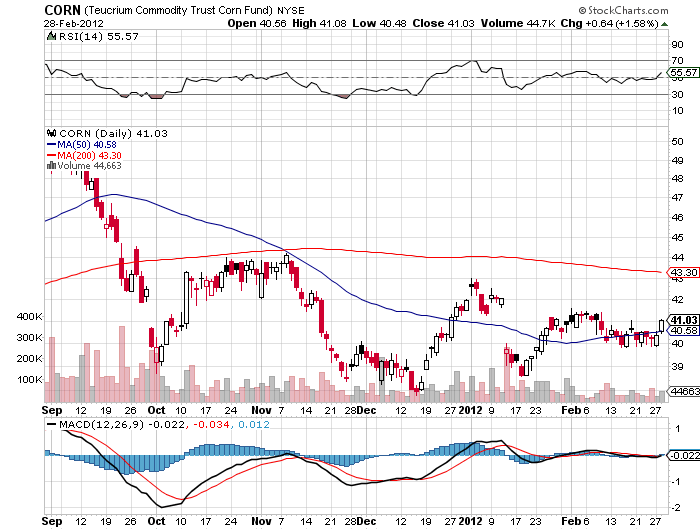 CORN (Teucrium Commodity Trust Corn Fund) NYSE © StockCharts.com
28-Feb-2012 Open 40.56 High 41.08 Low 40.48 Close 41.03 Volume 44.7K Chg +0.64 (+1.58%)
RSI(14) 55.57
90
70
55.57
30
10
CORN (Daily) 41.03
MA(50) 40.58
MA(200) 43.30
Volume 44,663
50
49
48
47
46
45
44
43.30
42
41.03
40.58
40
39
44663
400K
300K
200K
100K
Sep 12 19 26 Oct 10 17 24 Nov 7 14 21 28 Dec 12 19 27 2012 9 17 23 Feb 6 13 21 27
MACD(12,26,9) -0.022, -0.034, 0.012
1
-0.022
-1
-2
Sep 12 19 26 Oct 10 17 24 Nov 7 14 21 28 Dec 12 19 27 2012 9 17 23 Feb 6 13 21 27